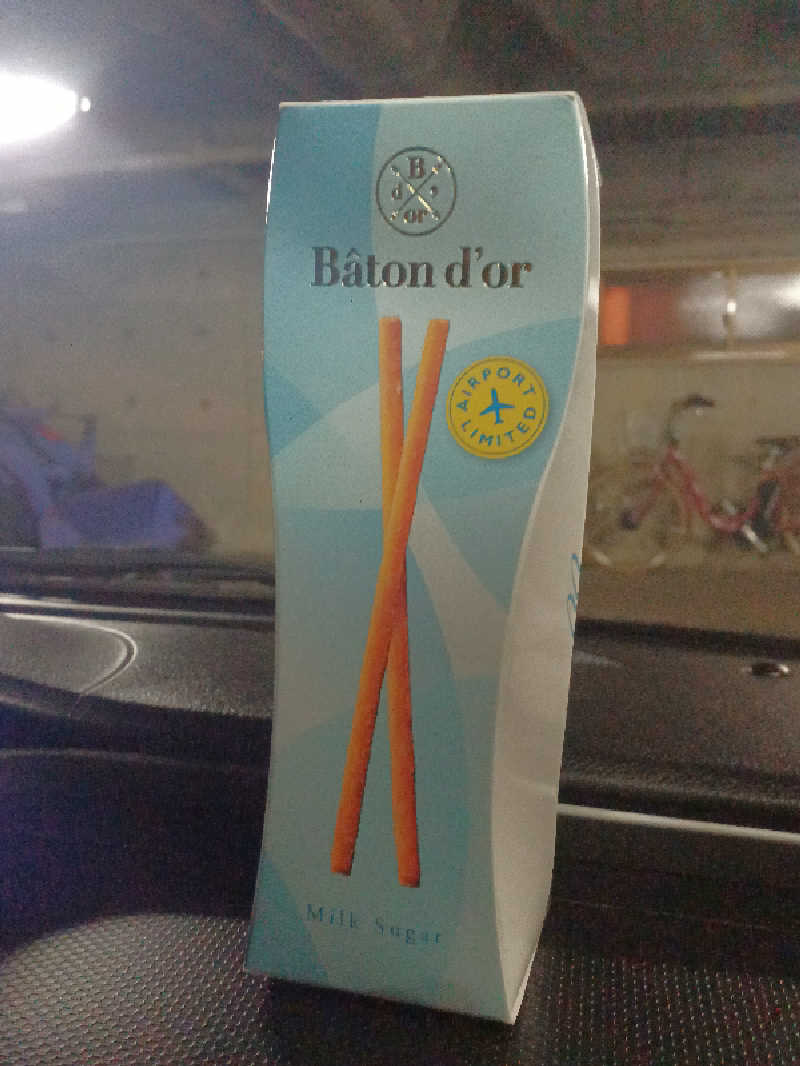 B
d'
or
Bâton d'or
AIRPORT
LIMITED
Milk Sugar